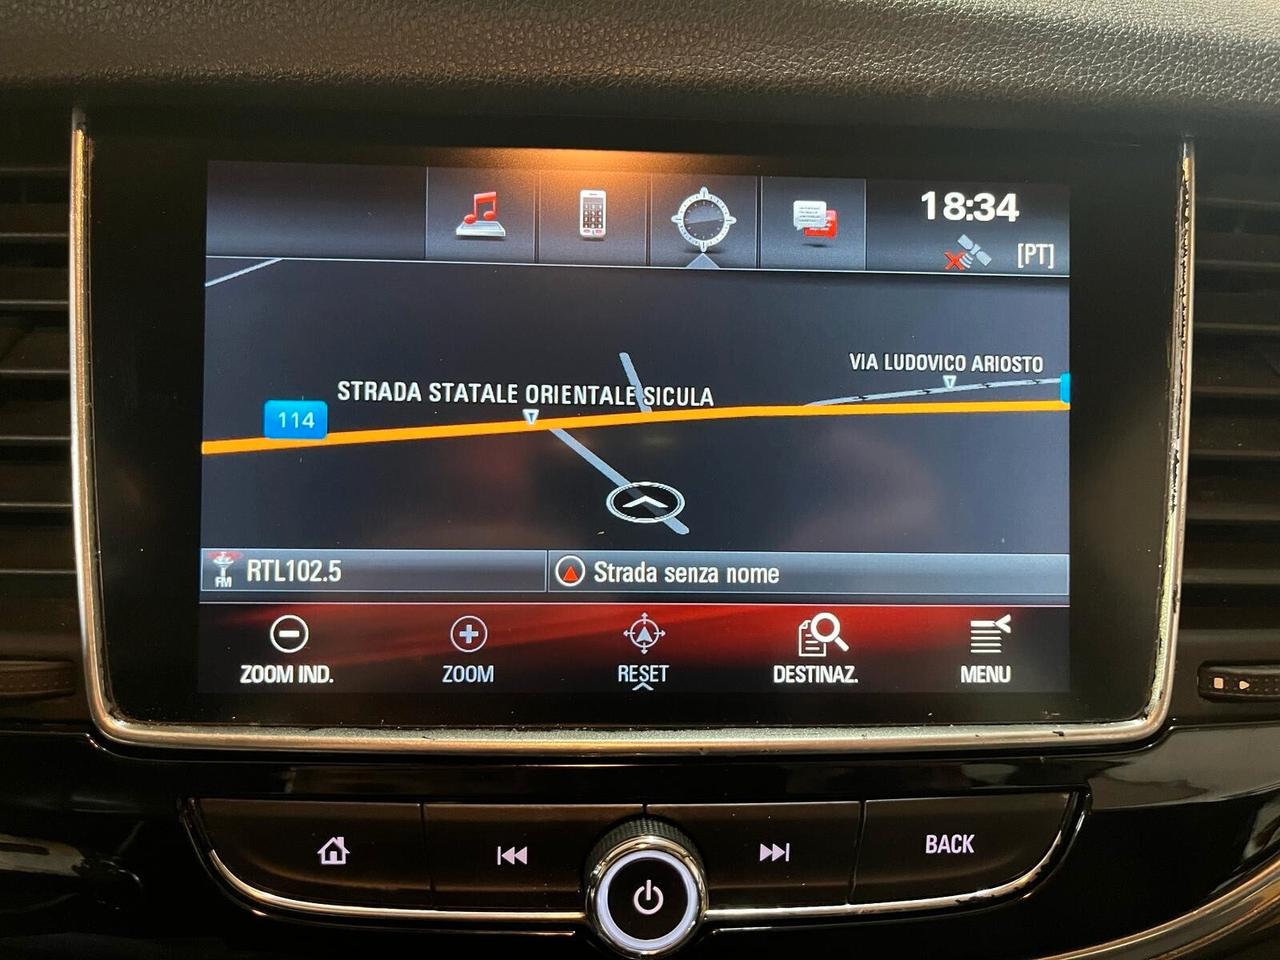 18:34
[PT]
VIA LUDOVICO ARIOSTO
STRADA STATALE ORIENTALE SICULA
114
FM
RTL102.5
Strada senza nome
ZOOM IND.
ZOOM
RESET
DESTINAZ.
MENU
BACK